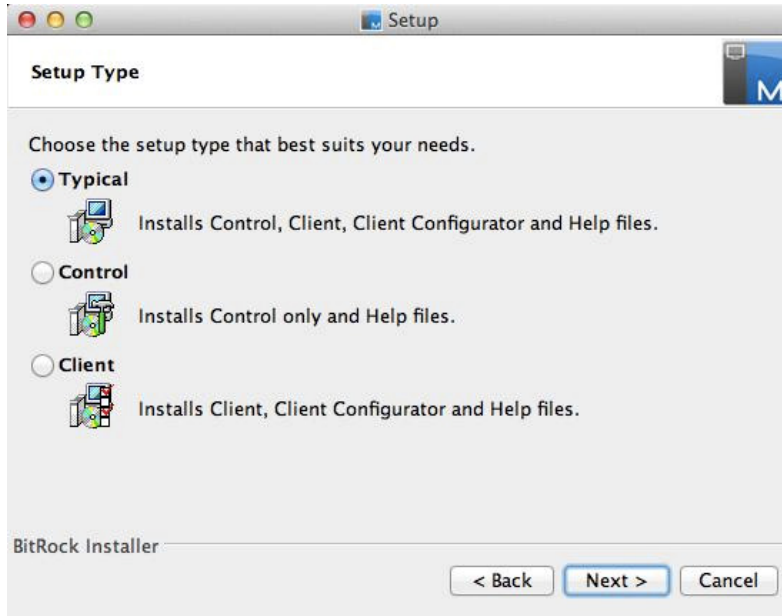 Setup
Setup Type
M
Choose the setup type that best suits your needs.
Typical
Installs Control, Client, Client Configurator and Help files.
Control
Installs Control only and Help files.
Client
Installs Client, Client Configurator and Help files.
BitRock Installer
< Back Next > Cancel